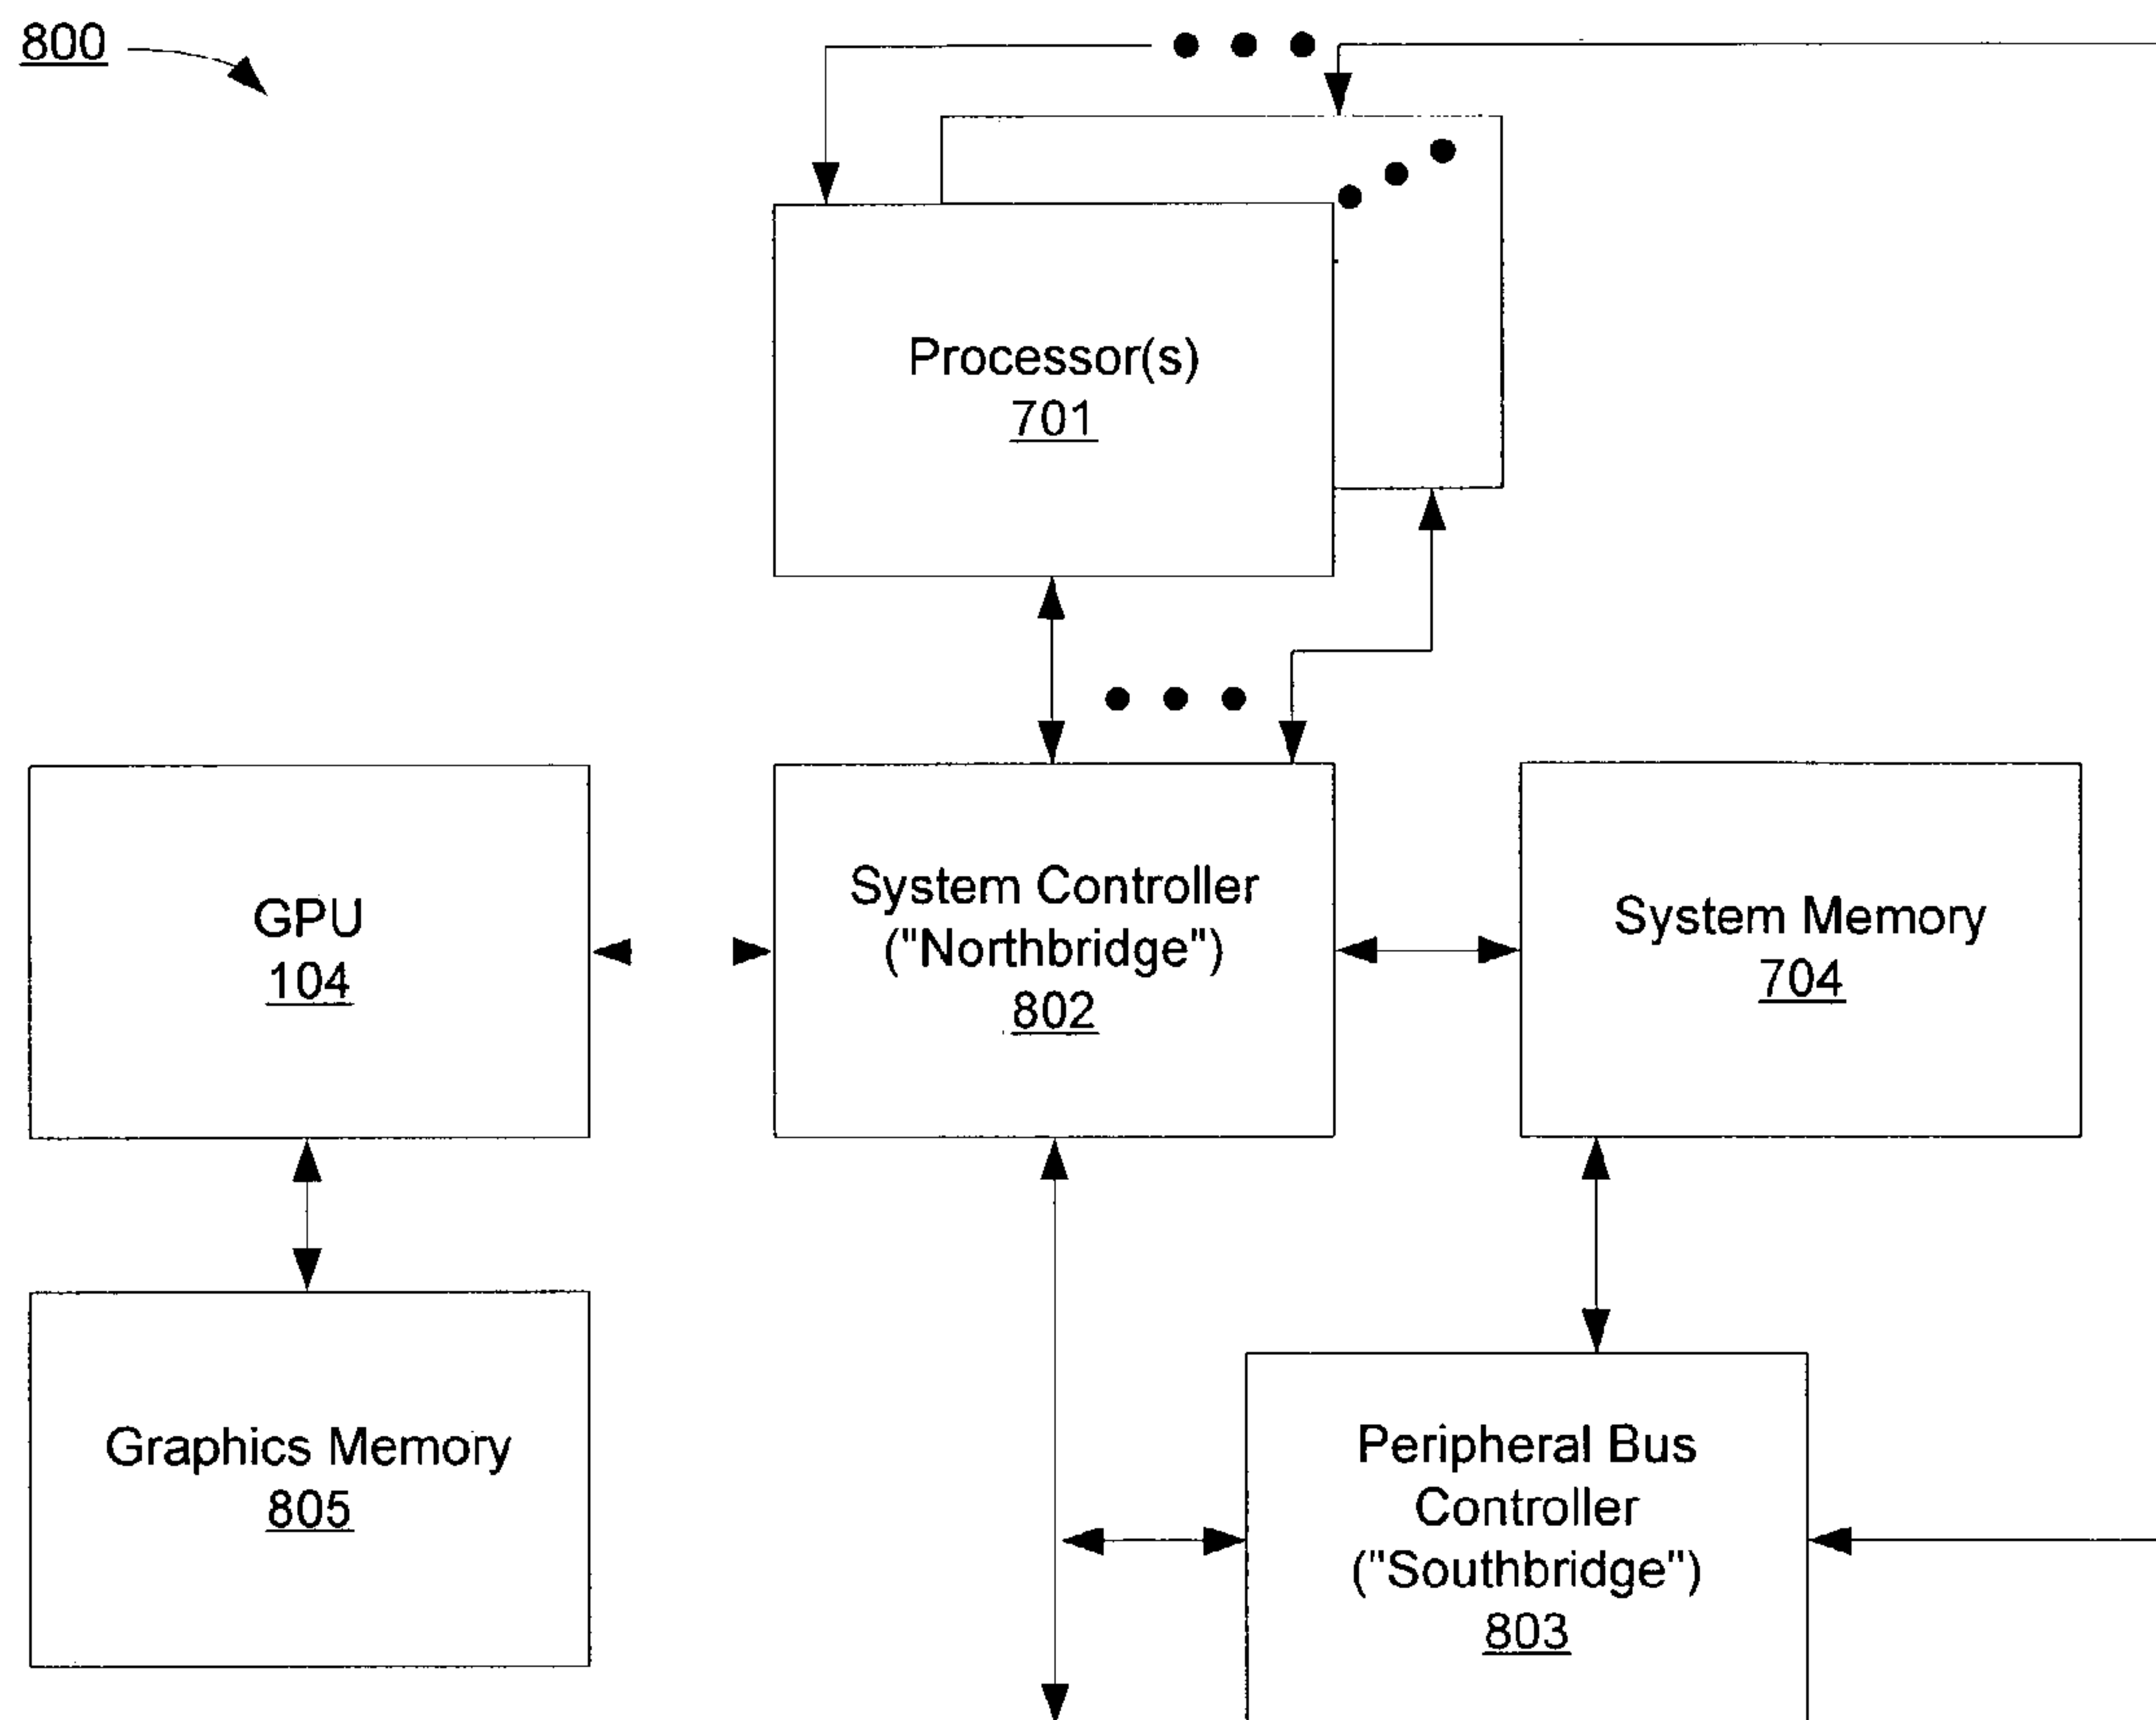 800
Processor(s)
701
GPU
104
System Controller
("Northbridge")
802
System Memory
704
Graphics Memory
805
Peripheral Bus
Controller
("Southbridge")
803